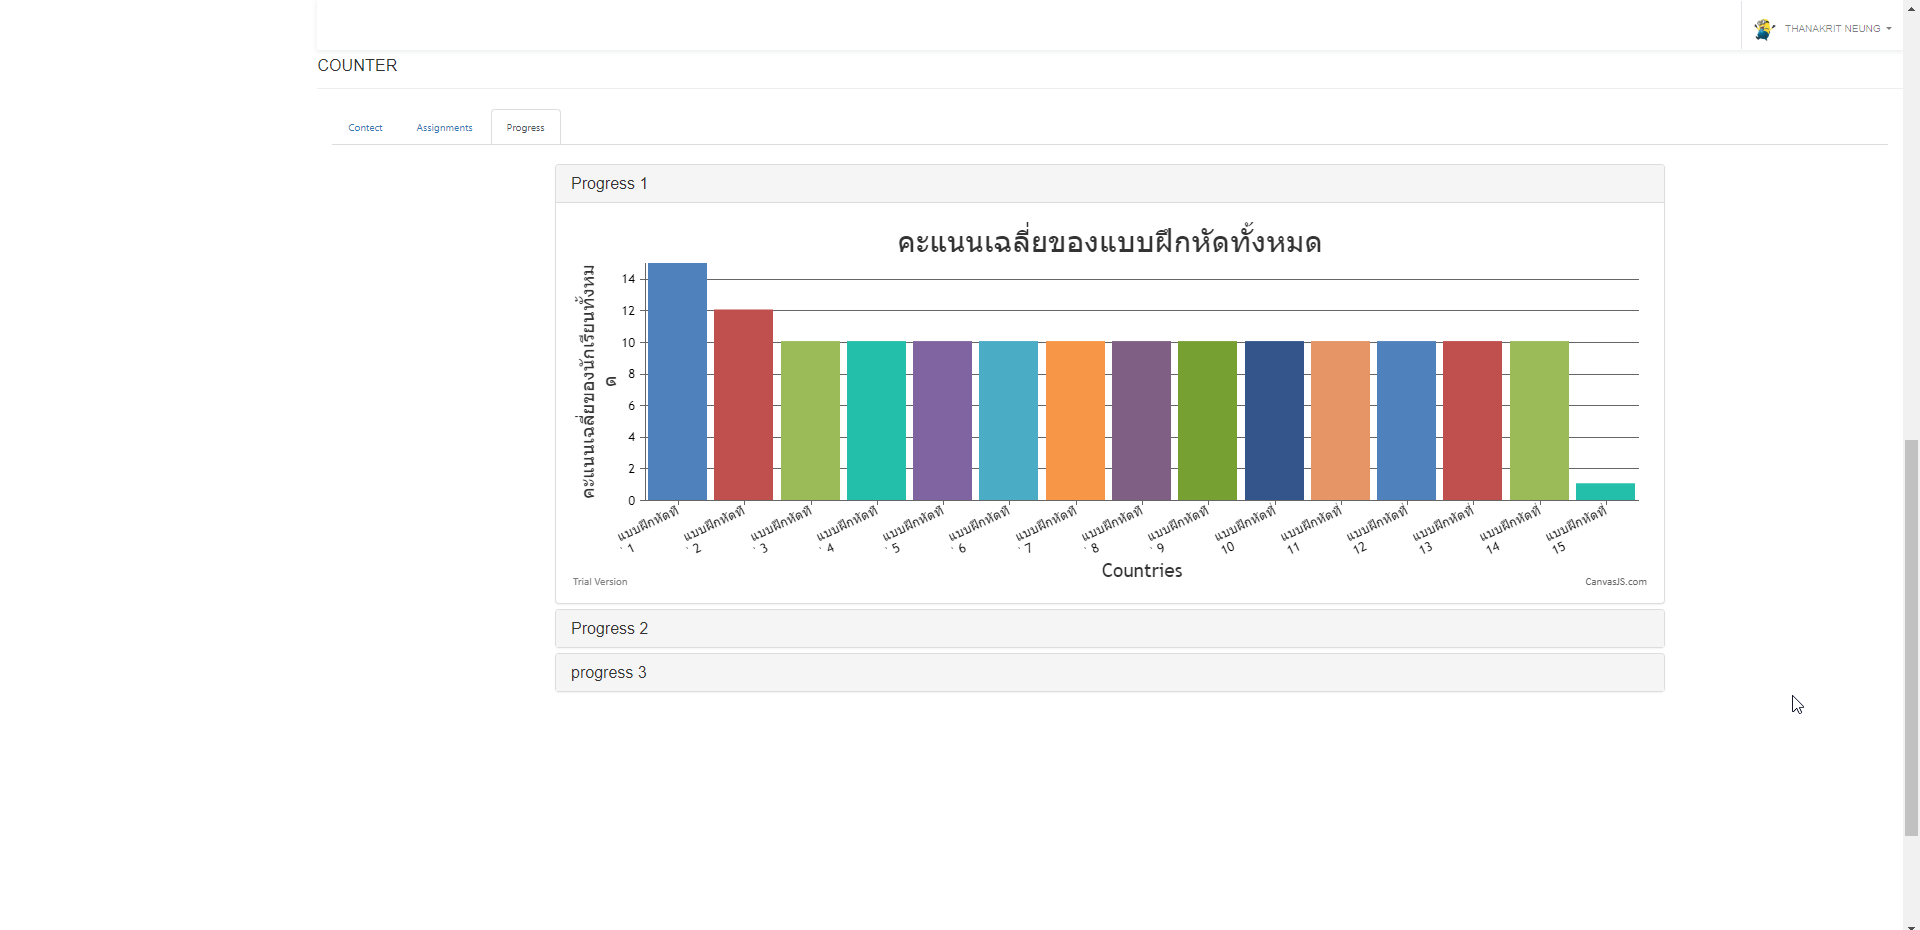 THANAKRIT NEUNG
COUNTER
Contect
Assignments
Progress
Progress 1
คะแนนเฉลี่ยของแบบฝึกหัดทั้งหมด
คะแนนเฉลี่ยของนักเรียนทั้งหม
ด
14
12
10
8
6
4
2
0
แบบฝึกหัดที่
1
แบบฝึกหัดที่
2
แบบฝึกหัดที่
3
แบบฝึกหัดที่
4
แบบฝึกหัดที่
5
แบบฝึกหัดที่
6
แบบฝึกหัดที่
7
แบบฝึกหัดที่
8
แบบฝึกหัดที่
9
แบบฝึกหัดที่
10
แบบฝึกหัดที่
11
แบบฝึกหัดที่
12
แบบฝึกหัดที่
13
แบบฝึกหัดที่
14
แบบฝึกหัดที่
15
Countries
Trial Version
CanvasJS.com
Progress 2
progress 3